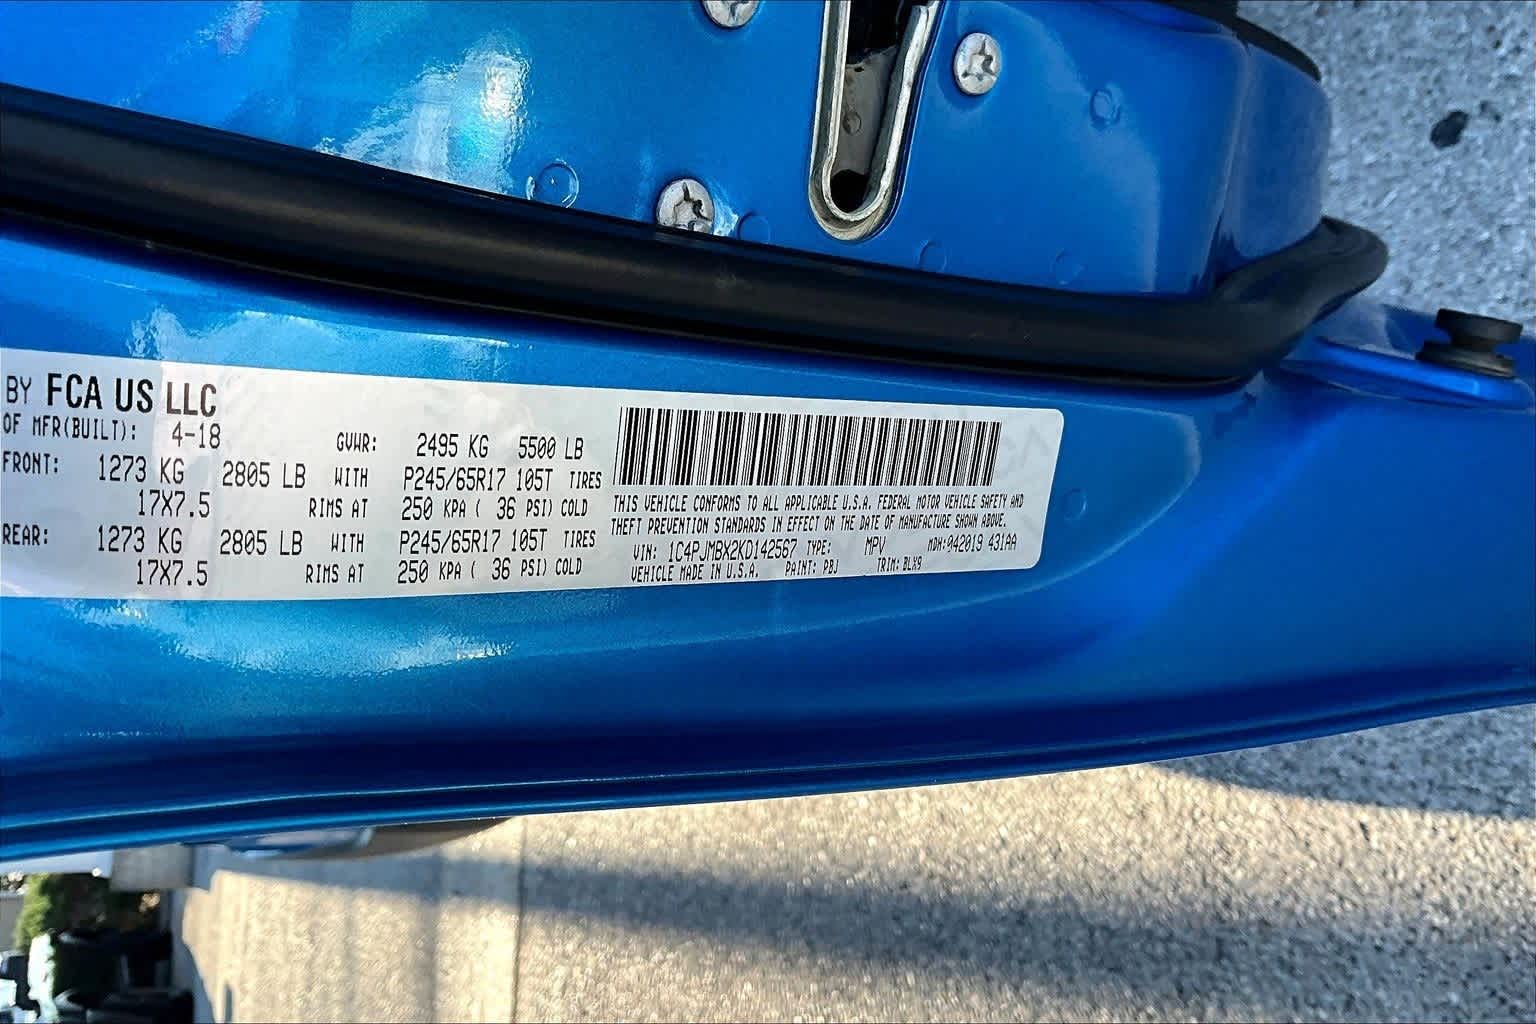 BY FCA US LLC
OF MFR(BUILT): 4-18 GVWR: 2495 KG 5500 LB
FRONT: 1273 KG 2805 LB WITH P245/65R17 105T TIRES
17X7.5 RIMS AT 250 KPA ( 36 PSI) COLD
REAR: 1273 KG 2805 LB WITH P245/65R17 105T TIRES
17X7.5 RIMS AT 250 KPA ( 36 PSI) COLD
THIS VEHICLE CONFORMS TO ALL APPLICABLE U.S.A. FEDERAL MOTOR VEHICLE SAFETY AND
THEFT PREVENTION STANDARDS IN EFFECT ON THE DATE OF MANUFACTURE SHOWN ABOVE.
VIN: 1C4PJMBX2KD142567 TYPE: MPV MDH:042019 431AA
VEHICLE MADE IN U.S.A. PAINT: PBJ TRIM: BLX9